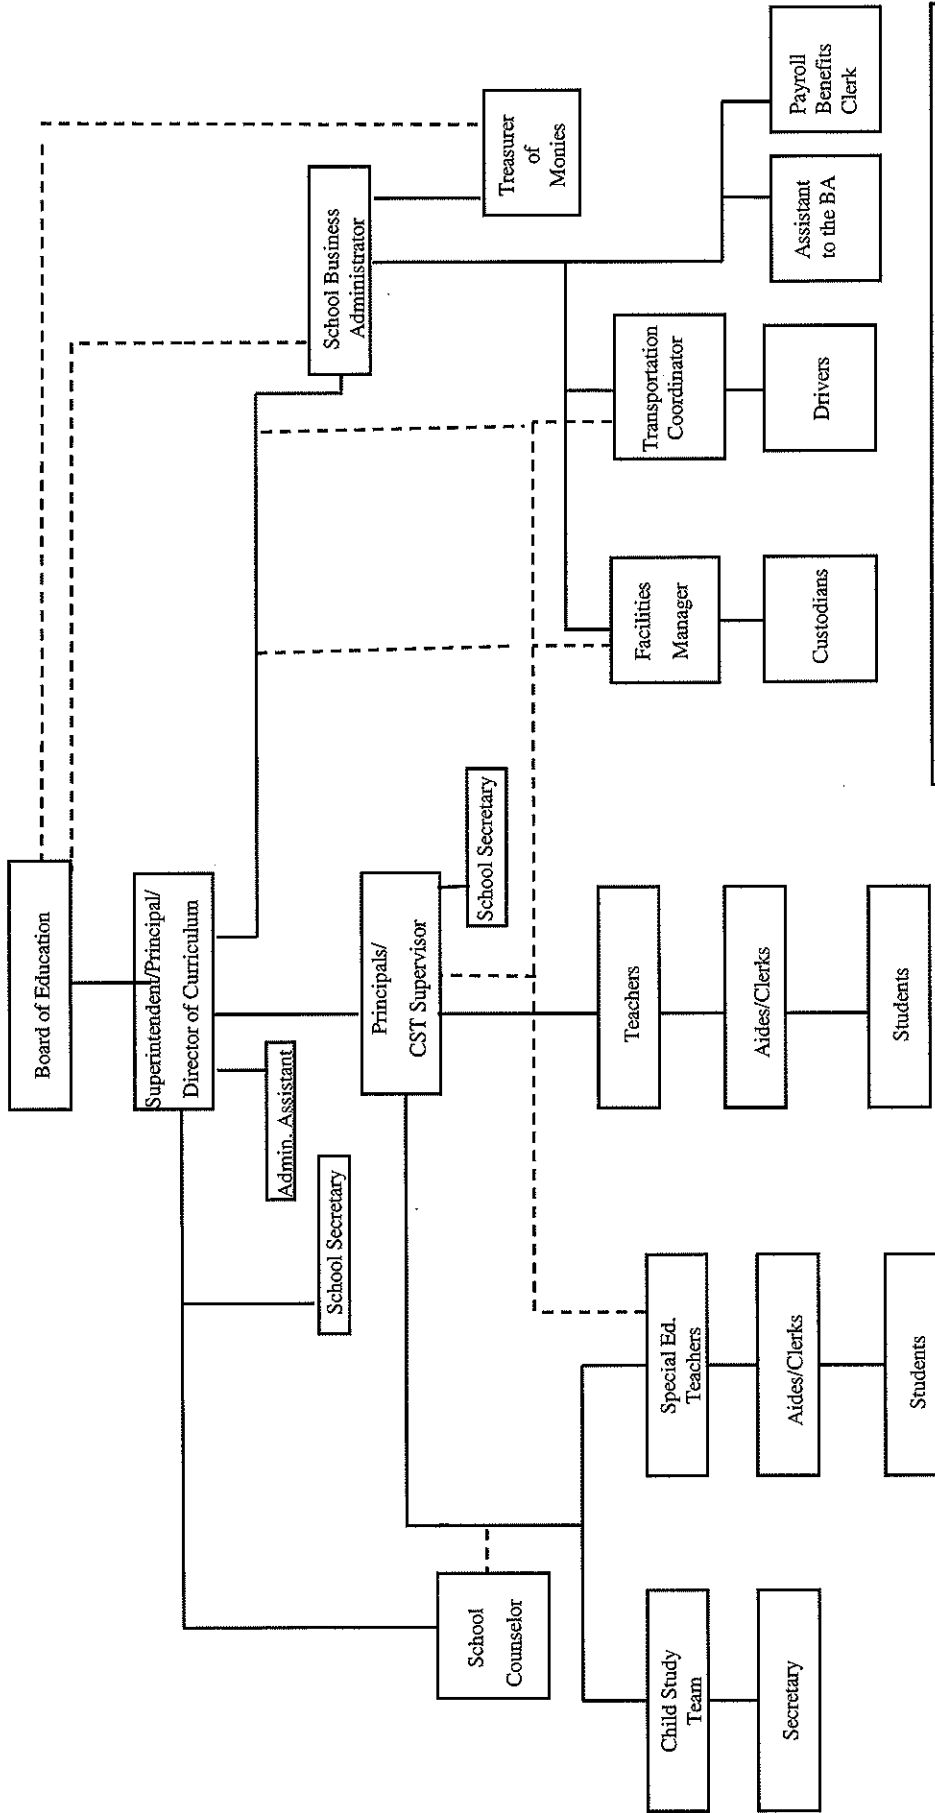 Board of Education
Superintendent/Principal/
Director of Curriculum
Admin. Assistant
School Secretary
School Business
Administrator
Treasurer
of
Monies
Principals/
CST Supervisor
School Secretary
School
Counselor
Child Study
Team
Secretary
Special Ed.
Teachers
Aides/Clerks
Students
Teachers
Aides/Clerks
Students
Facilities
Manager
Custodians
Transportation
Coordinator
Drivers
Assistant
to the BA
Payroll
Benefits
Clerk